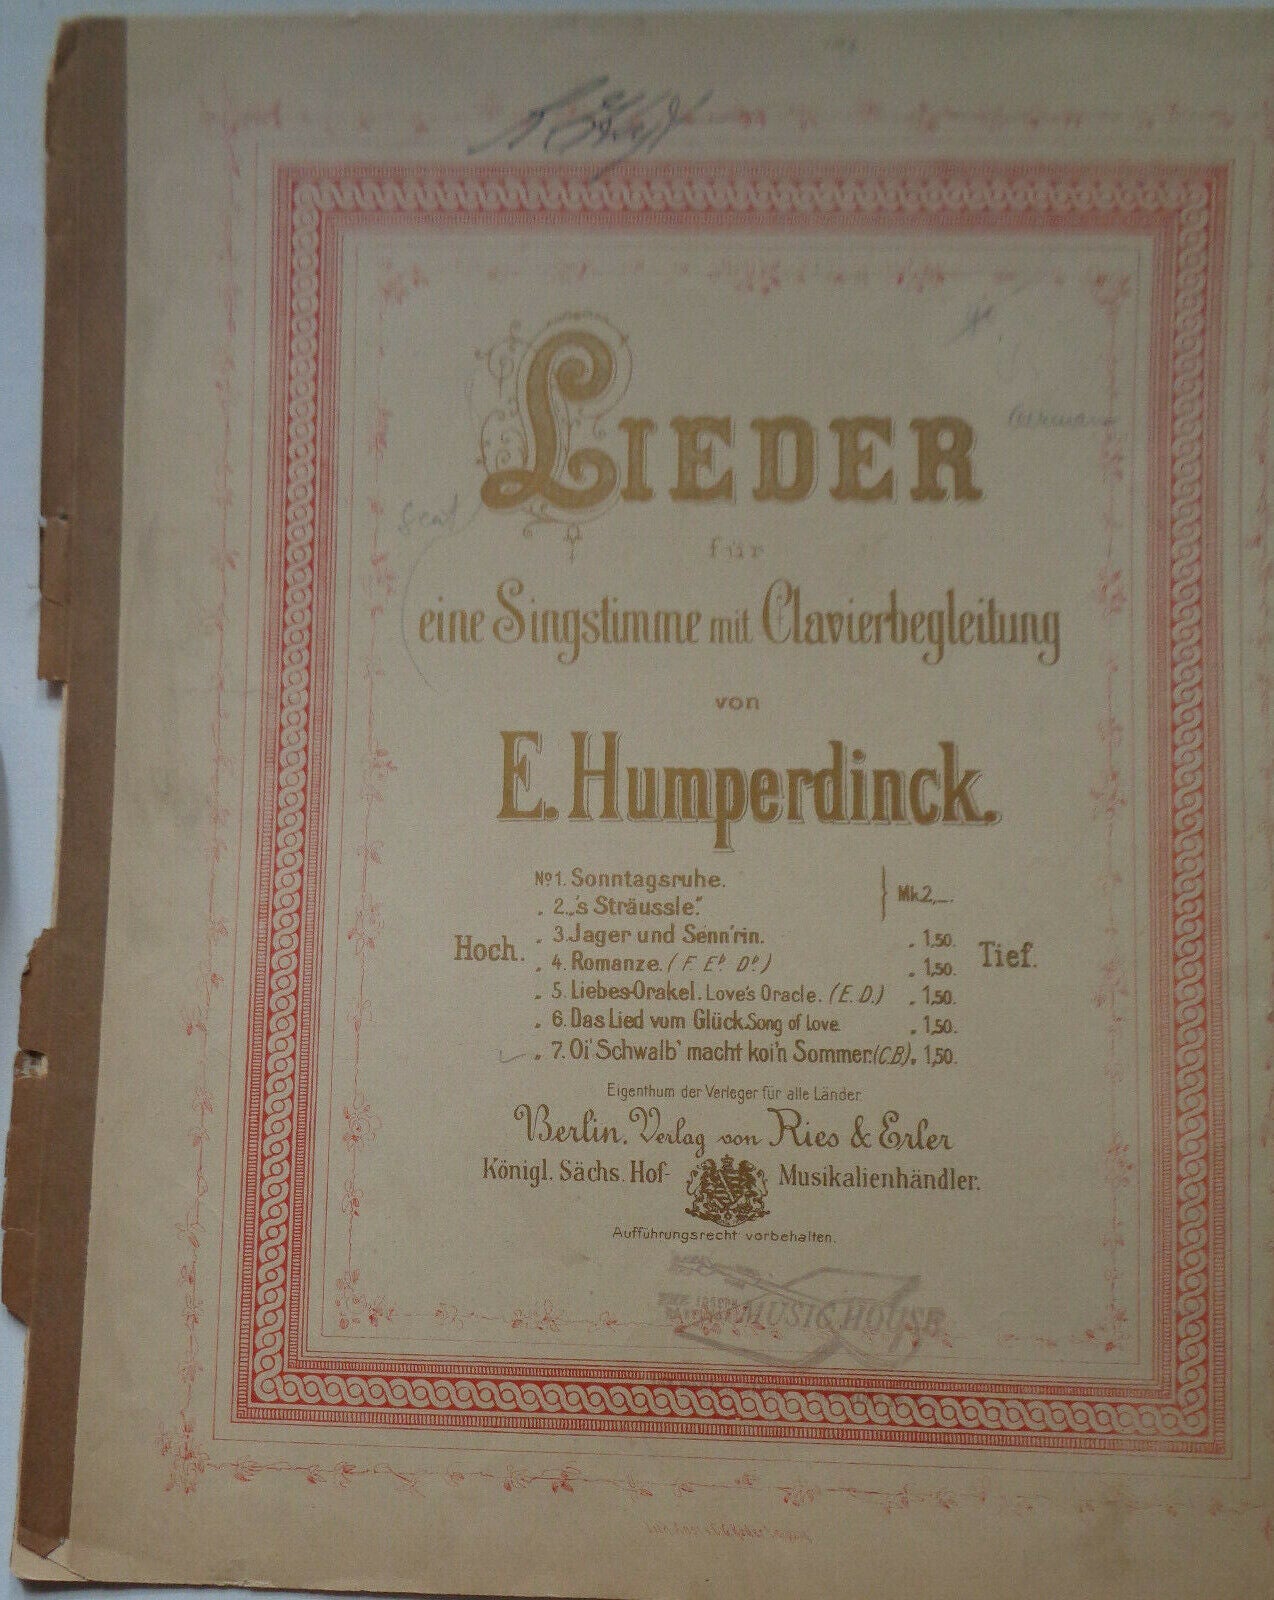 LIEDER
für
eine Singstimme mit Clavierbegleitung
von
E. Humperdinck.
No 1. Sonntagsruhe.
„ 2. „'s Sträussle". Mk. 2,—.
„ 3. Jager und Senn'rin. „ 1,50.
Hoch. „ 4. Romanze. (F. E♭. D♭.) „ 1,50. Tief.
„ 5. Liebes-Orakel. Love's Oracle. (E. D.) „ 1,50.
„ 6. Das Lied vum Glück. Song of Love. „ 1,50.
„ 7. Oi' Schwalb' macht koi'n Sommer. (C.B) „ 1,50.
Eigenthum der Verleger für alle Länder.
Berlin, Verlag von Ries & Erler
Königl. Sächs. Hof- Musikalienhändler.
Aufführungsrecht vorbehalten.
MUSIC HOUSE